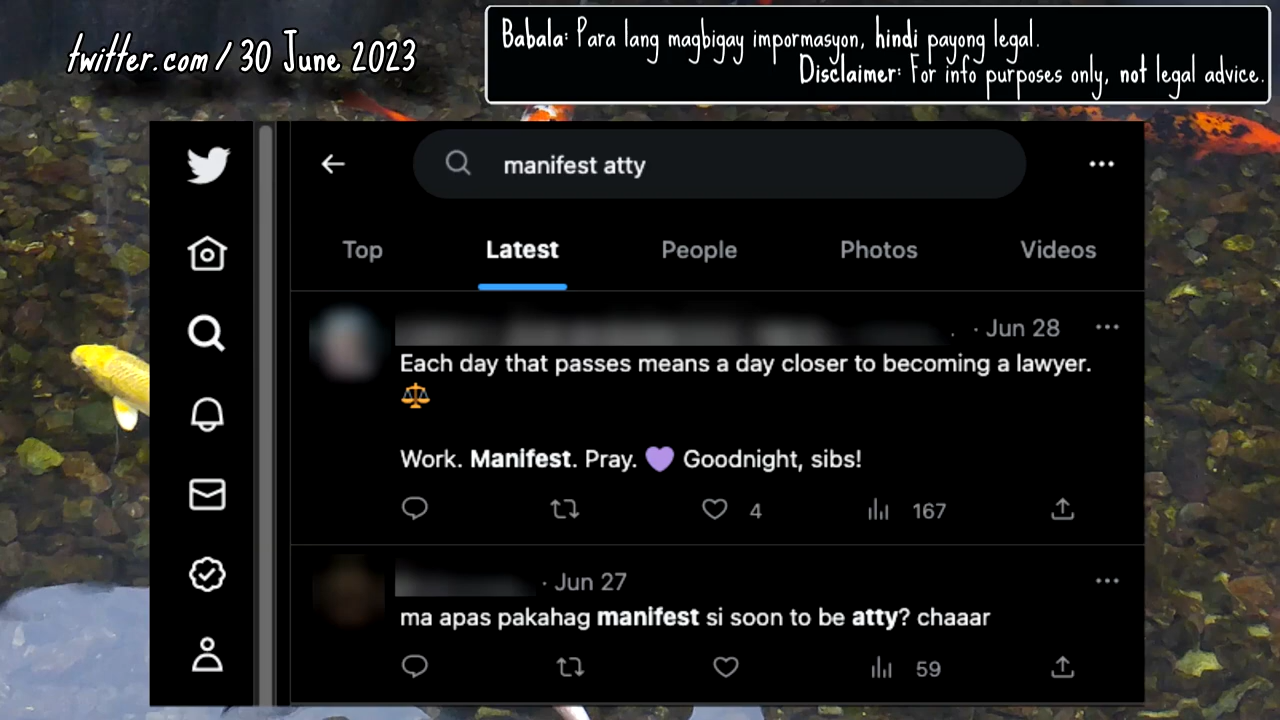 twitter.com / 30 June 2023
Babala: Para lang magbigay impormasyon, hindi payong legal.
Disclaimer: For info purposes only, not legal advice.
manifest atty
Top Latest People Photos Videos
· Jun 28
Each day that passes means a day closer to becoming a lawyer.
Work. Manifest. Pray. 💜 Goodnight, sibs!
4 167
· Jun 27
ma apas pakahag manifest si soon to be atty? chaaar
59